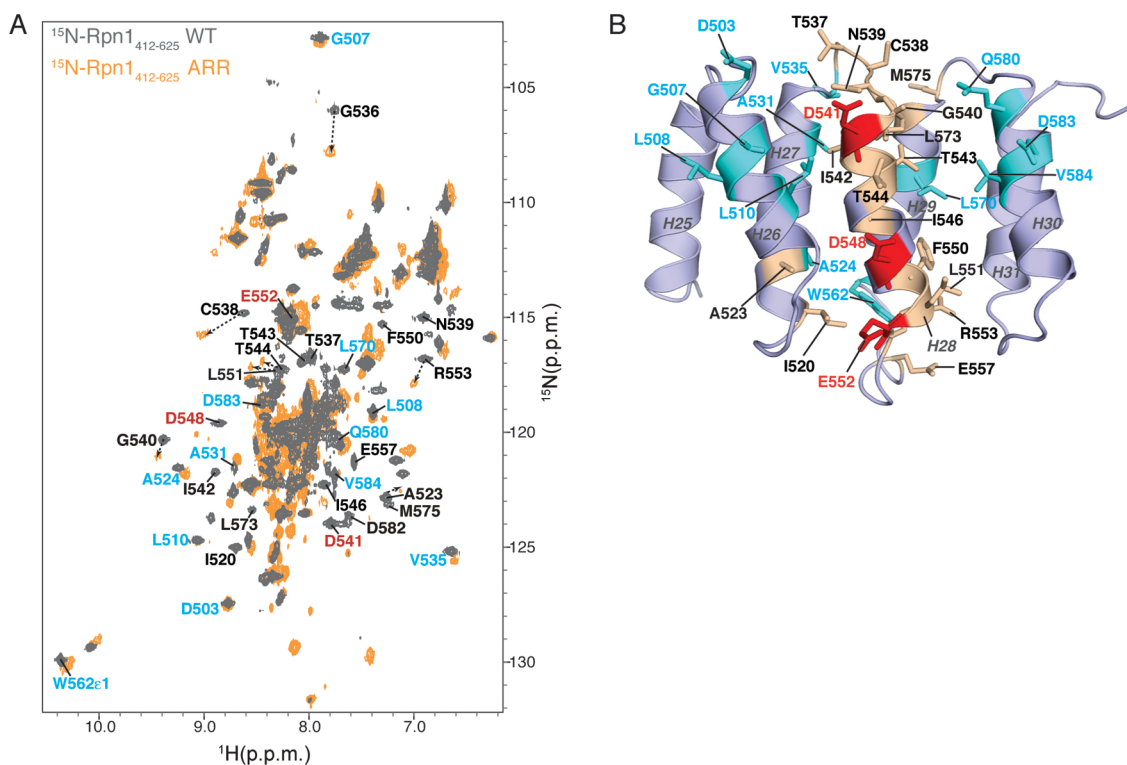 A
¹⁵N-Rpn1₄₁₂₋₆₂₅ WT
¹⁵N-Rpn1₄₁₂₋₆₂₅ ARR
G507
G536
C538
E552
T543
T537
T544
L551
N539
F550
L570
R553
D583
L508
D548
G540
Q580
A531
E557
A524
I542
V584
I546
A523
M575
L573
D582
L510
I520
D541
V535
D503
W562ε1
105
110
115
120
125
130
¹⁵N(p.p.m.)
10.0
9.0
8.0
7.0
¹H(p.p.m.)
B
T537
D503
N539
C538
V535
M575
Q580
G507
A531
D541
G540
L573
D583
L508
H27
I542
T543
V584
L510
T544
H29
L570
H25
H26
I546
H30
D548
F550
A524
L551
H31
W562
A523
R553
I520
H28
E552
E557